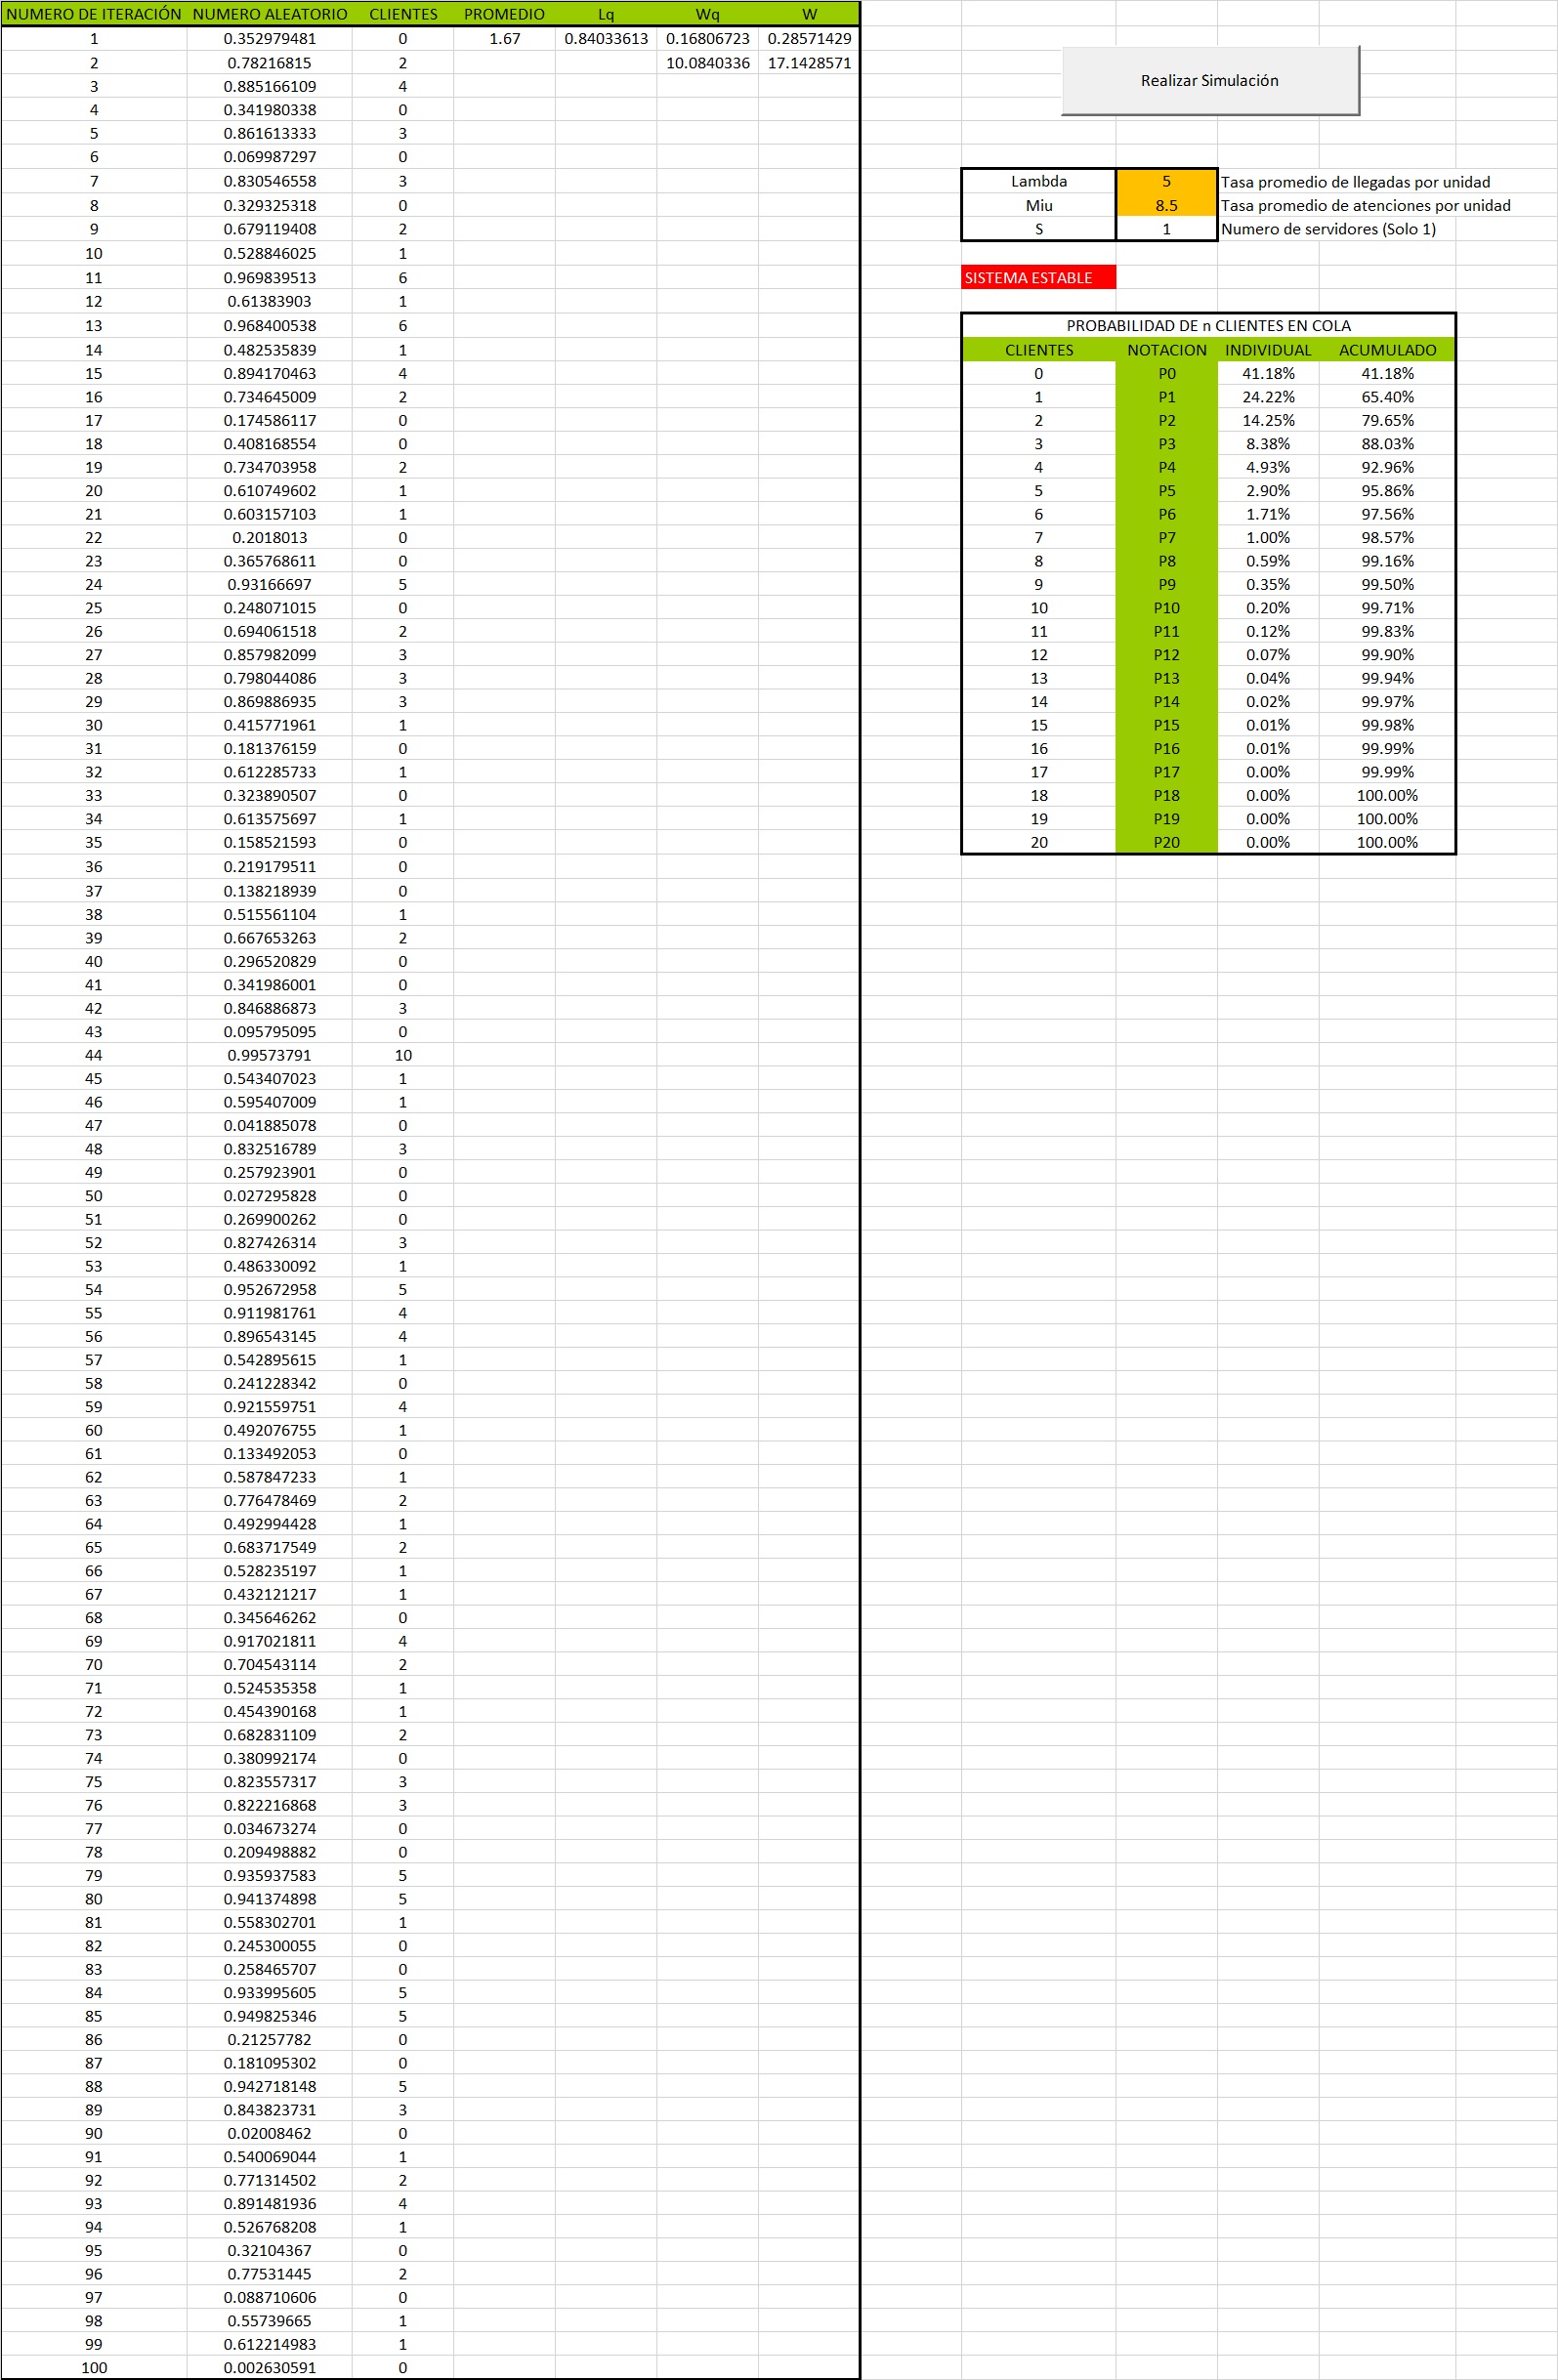 NUMERO DE ITERACIÓN NUMERO ALEATORIO CLIENTES PROMEDIO Lq Wq W
1 0.352979481 0 1.67 0.84033613 0.16806723 0.28571429
2 0.78216815 2 10.0840336 17.1428571
3 0.885166109 4
4 0.341980338 0
5 0.861613333 3
6 0.069987297 0
7 0.830546558 3
8 0.329325318 0
9 0.679119408 2
10 0.528846025 1
11 0.969839513 6
12 0.61383903 1
13 0.968400538 6
14 0.482535839 1
15 0.894170463 4
16 0.734645009 2
17 0.174586117 0
18 0.408168554 0
19 0.734703958 2
20 0.610749602 1
21 0.603157103 1
22 0.2018013 0
23 0.365768611 0
24 0.93166697 5
25 0.248071015 0
26 0.694061518 2
27 0.857982099 3
28 0.798044086 3
29 0.869886935 3
30 0.415771961 1
31 0.181376159 0
32 0.612285733 1
33 0.323890507 0
34 0.613575697 1
35 0.158521593 0
36 0.219179511 0
37 0.138218939 0
38 0.515561104 1
39 0.667653263 2
40 0.296520829 0
41 0.341986001 0
42 0.846886873 3
43 0.095795095 0
44 0.99573791 10
45 0.543407023 1
46 0.595407009 1
47 0.041885078 0
48 0.832516789 3
49 0.257923901 0
50 0.027295828 0
51 0.269900262 0
52 0.827426314 3
53 0.486330092 1
54 0.952672958 5
55 0.911981761 4
56 0.896543145 4
57 0.542895615 1
58 0.241228342 0
59 0.921559751 4
60 0.492076755 1
61 0.133492053 0
62 0.587847233 1
63 0.776478469 2
64 0.492994428 1
65 0.683717549 2
66 0.528235197 1
67 0.432121217 1
68 0.345646262 0
69 0.917021811 4
70 0.704543114 2
71 0.524535358 1
72 0.454390168 1
73 0.682831109 2
74 0.380992174 0
75 0.823557317 3
76 0.822216868 3
77 0.034673274 0
78 0.209498882 0
79 0.935937583 5
80 0.941374898 5
81 0.558302701 1
82 0.245300055 0
83 0.258465707 0
84 0.933995605 5
85 0.949825346 5
86 0.21257782 0
87 0.181095302 0
88 0.942718148 5
89 0.843823731 3
90 0.02008462 0
91 0.540069044 1
92 0.771314502 2
93 0.891481936 4
94 0.526768208 1
95 0.32104367 0
96 0.77531445 2
97 0.088710606 0
98 0.55739665 1
99 0.612214983 1
100 0.002630591 0
Realizar Simulación
Lambda 5 Tasa promedio de llegadas por unidad
Miu 8.5 Tasa promedio de atenciones por unidad
S 1 Numero de servidores (Solo 1)
SISTEMA ESTABLE
PROBABILIDAD DE n CLIENTES EN COLA
CLIENTES NOTACION INDIVIDUAL ACUMULADO
0 P0 41.18% 41.18%
1 P1 24.22% 65.40%
2 P2 14.25% 79.65%
3 P3 8.38% 88.03%
4 P4 4.93% 92.96%
5 P5 2.90% 95.86%
6 P6 1.71% 97.56%
7 P7 1.00% 98.57%
8 P8 0.59% 99.16%
9 P9 0.35% 99.50%
10 P10 0.20% 99.71%
11 P11 0.12% 99.83%
12 P12 0.07% 99.90%
13 P13 0.04% 99.94%
14 P14 0.02% 99.97%
15 P15 0.01% 99.98%
16 P16 0.01% 99.99%
17 P17 0.00% 99.99%
18 P18 0.00% 100.00%
19 P19 0.00% 100.00%
20 P20 0.00% 100.00%